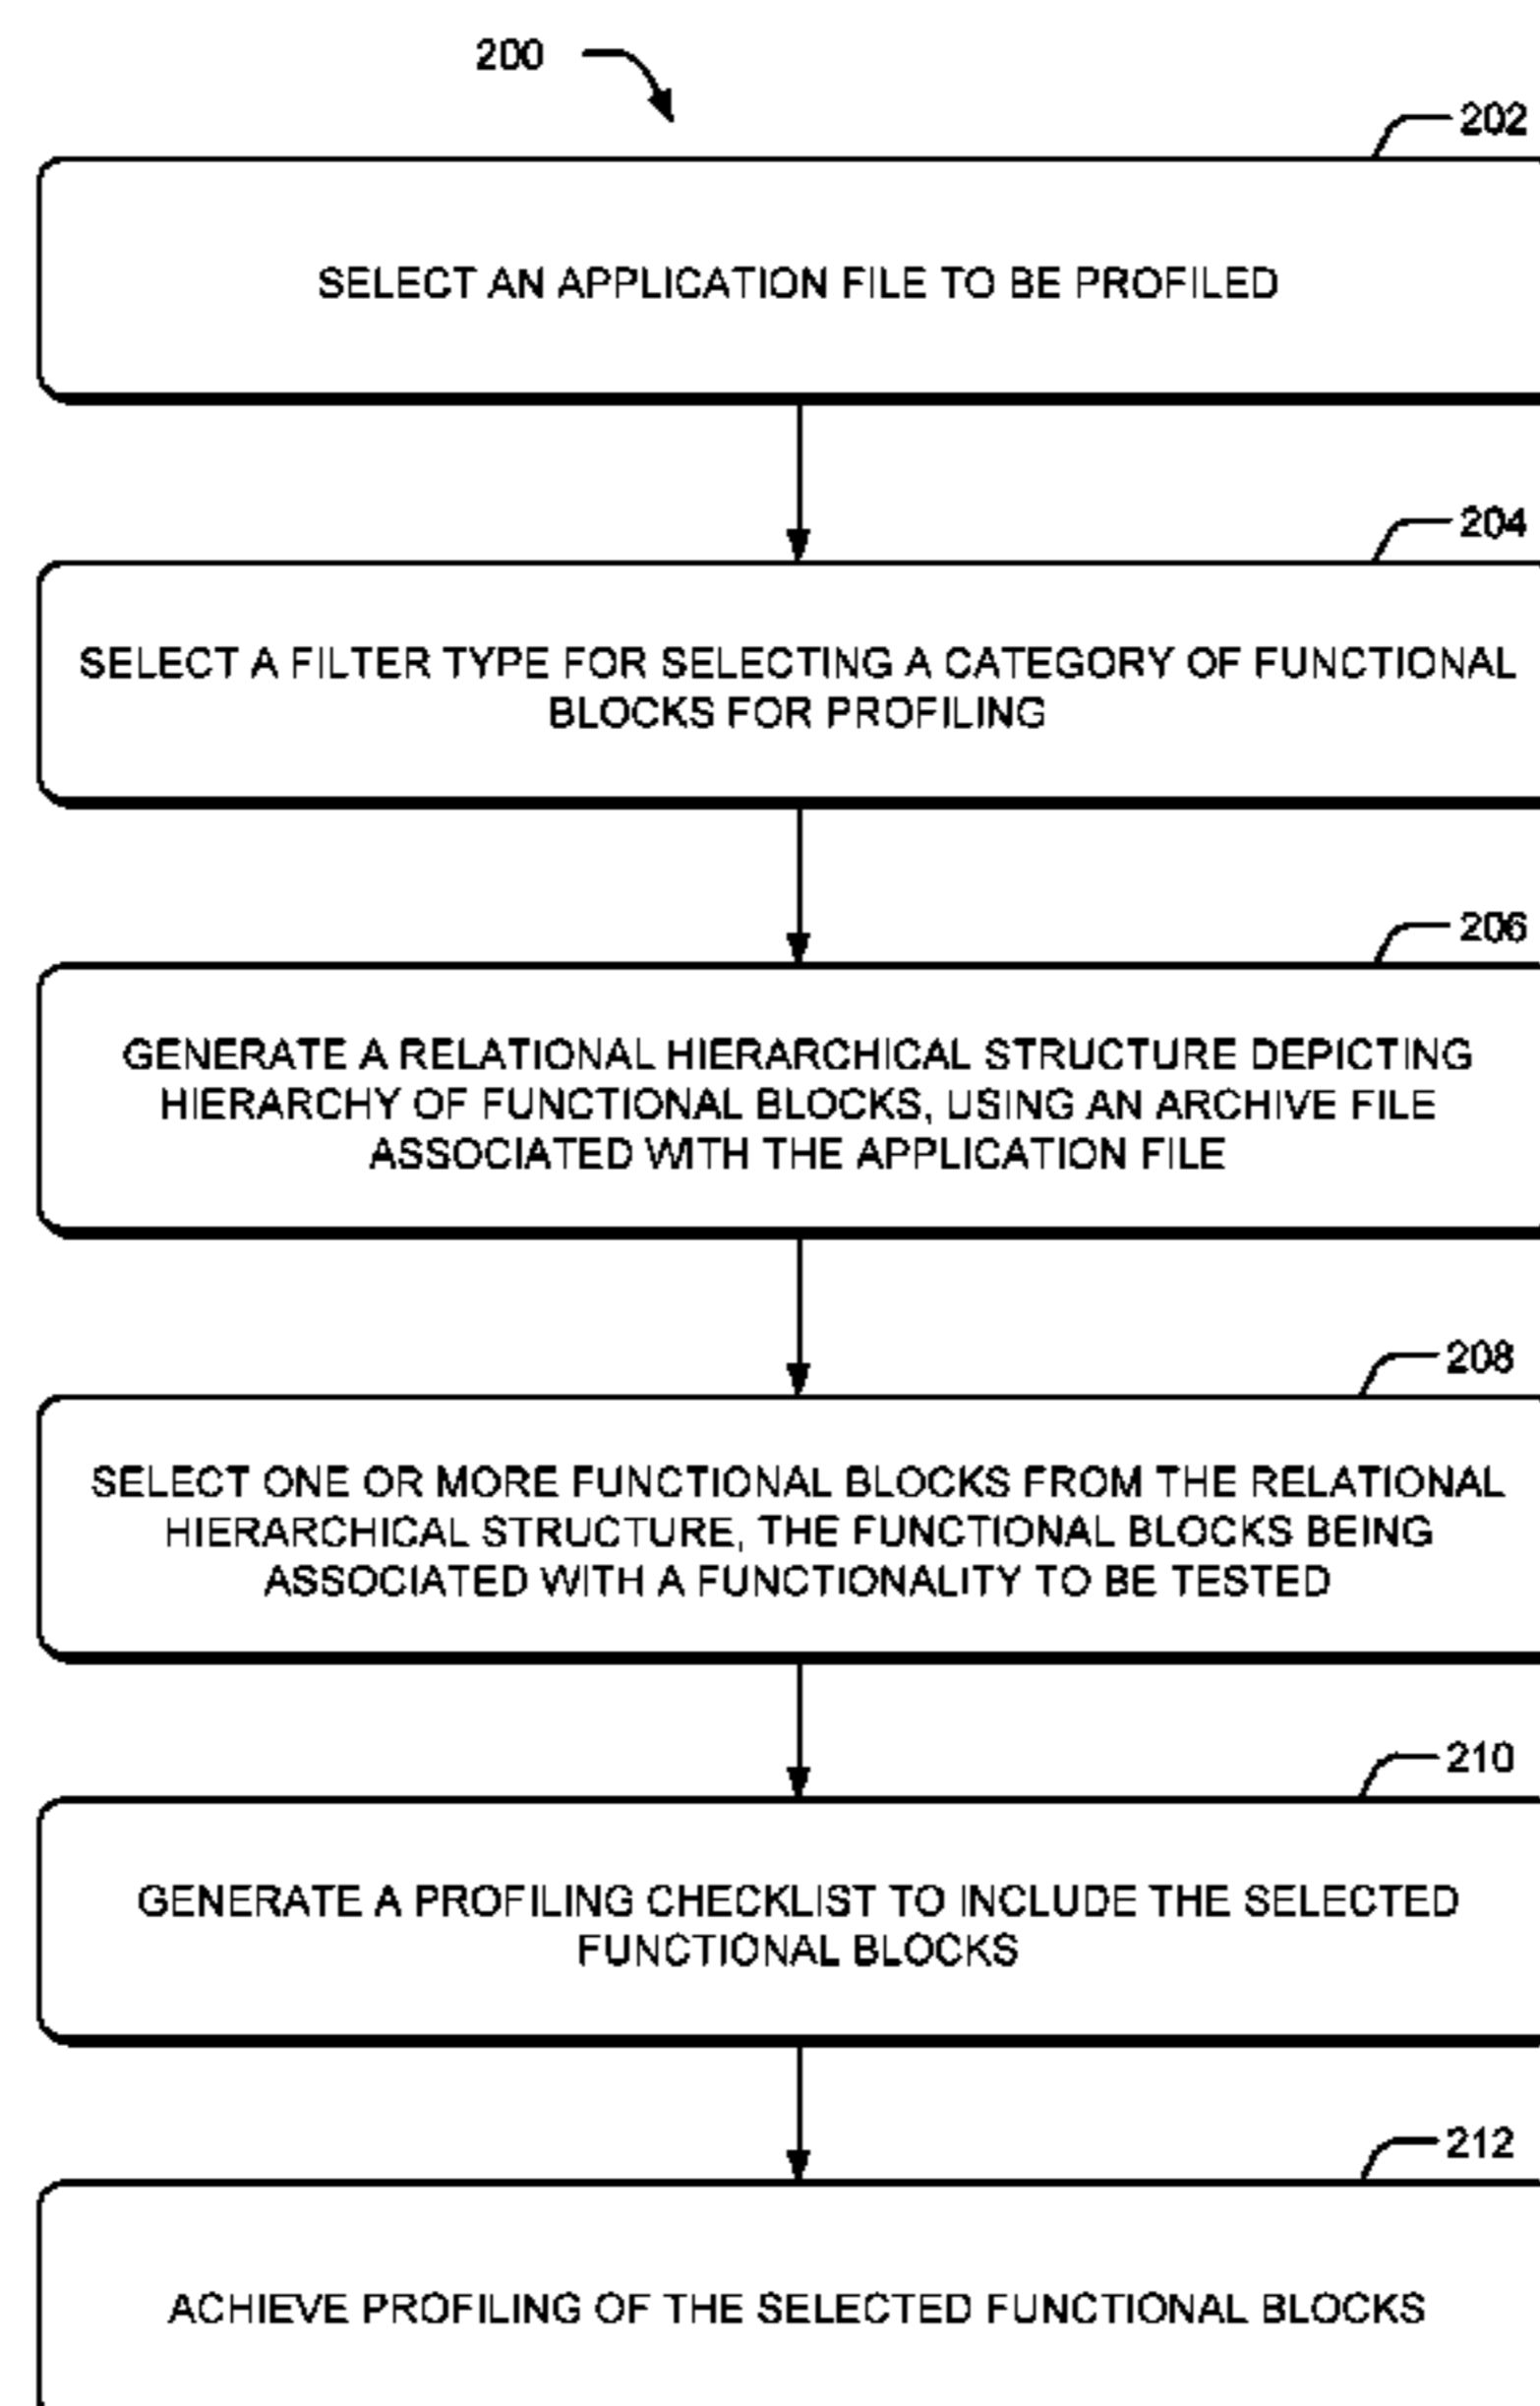 200
202
SELECT AN APPLICATION FILE TO BE PROFILED
204
SELECT A FILTER TYPE FOR SELECTING A CATEGORY OF FUNCTIONAL
BLOCKS FOR PROFILING
206
GENERATE A RELATIONAL HIERARCHICAL STRUCTURE DEPICTING
HIERARCHY OF FUNCTIONAL BLOCKS, USING AN ARCHIVE FILE
ASSOCIATED WITH THE APPLICATION FILE
208
SELECT ONE OR MORE FUNCTIONAL BLOCKS FROM THE RELATIONAL
HIERARCHICAL STRUCTURE, THE FUNCTIONAL BLOCKS BEING
ASSOCIATED WITH A FUNCTIONALITY TO BE TESTED
210
GENERATE A PROFILING CHECKLIST TO INCLUDE THE SELECTED
FUNCTIONAL BLOCKS
212
ACHIEVE PROFILING OF THE SELECTED FUNCTIONAL BLOCKS